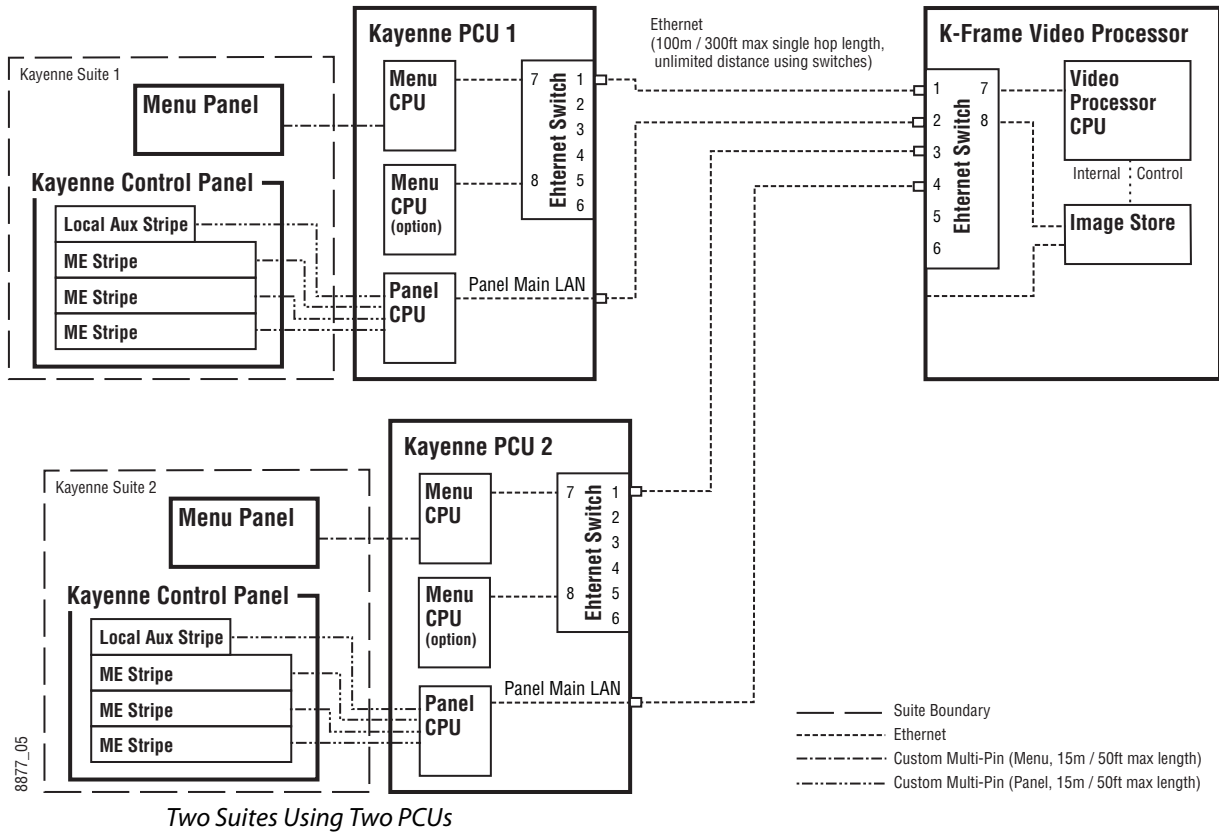 Kayenne PCU 1
Ethernet
(100m / 300ft max single hop length,
unlimited distance using switches)
K-Frame Video Processor
Kayenne Suite 1
Menu Panel
Menu
CPU
7
1
2
3
4
5
6
Ehternet Switch
8
Menu
CPU
(option)
Kayenne Control Panel
Local Aux Stripe
ME Stripe
ME Stripe
ME Stripe
Panel
CPU
Panel Main LAN
1
2
3
4
5
6
7
8
Ehternet Switch
Video
Processor
CPU
Internal
Control
Image Store
Kayenne PCU 2
Kayenne Suite 2
Menu Panel
Menu
CPU
7
1
2
3
4
5
6
Ehternet Switch
8
Menu
CPU
(option)
Kayenne Control Panel
Local Aux Stripe
ME Stripe
ME Stripe
ME Stripe
Panel
CPU
Panel Main LAN
Suite Boundary
Ethernet
Custom Multi-Pin (Menu, 15m / 50ft max length)
Custom Multi-Pin (Panel, 15m / 50ft max length)
8877_05
Two Suites Using Two PCUs